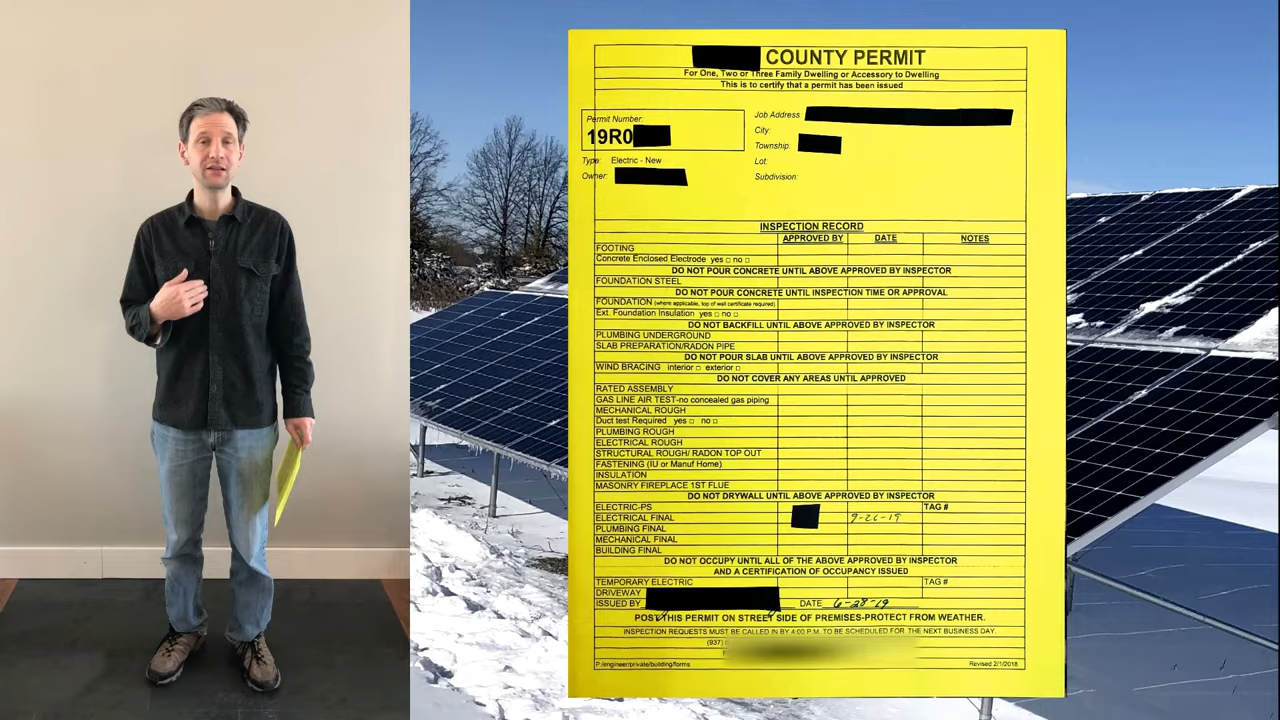 COUNTY PERMIT
For One, Two or Three Family Dwelling or Accessory to Dwelling
This is to certify that a permit has been issued
Permit Number:
19R0
Type: Electric - New
Owner:
Job Address
City:
Township:
Lot:
Subdivision:
INSPECTION RECORD
APPROVED BY DATE NOTES
FOOTING
Concrete Enclosed Electrode yes □ no □
DO NOT POUR CONCRETE UNTIL ABOVE APPROVED BY INSPECTOR
FOUNDATION STEEL
DO NOT POUR CONCRETE UNTIL INSPECTION TIME OR APPROVAL
FOUNDATION (where applicable, top of wall certificate required)
Ext. Foundation Insulation yes □ no □
DO NOT BACKFILL UNTIL ABOVE APPROVED BY INSPECTOR
PLUMBING UNDERGROUND
SLAB PREPARATION/RADON PIPE
DO NOT POUR SLAB UNTIL ABOVE APPROVED BY INSPECTOR
WIND BRACING interior □ exterior □
DO NOT COVER ANY AREAS UNTIL APPROVED
RATED ASSEMBLY
GAS LINE AIR TEST-no concealed gas piping
MECHANICAL ROUGH
Duct test Required yes □ no □
PLUMBING ROUGH
ELECTRICAL ROUGH
STRUCTURAL ROUGH/ RADON TOP OUT
FASTENING (IU or Manuf Home)
INSULATION
MASONRY FIREPLACE 1ST FLUE
DO NOT DRYWALL UNTIL ABOVE APPROVED BY INSPECTOR
ELECTRIC-PS TAG #
ELECTRICAL FINAL 9-26-19
PLUMBING FINAL
MECHANICAL FINAL
BUILDING FINAL
DO NOT OCCUPY UNTIL ALL OF THE ABOVE APPROVED BY INSPECTOR
AND A CERTIFICATION OF OCCUPANCY ISSUED
TEMPORARY ELECTRIC TAG #
DRIVEWAY
ISSUED BY DATE 6-28-19
POST THIS PERMIT ON STREET SIDE OF PREMISES-PROTECT FROM WEATHER.
INSPECTION REQUESTS MUST BE CALLED IN BY 4:00 P.M. TO BE SCHEDULED FOR THE NEXT BUSINESS DAY.
(937)
P:/engineer/private/building/forms Revised 2/1/2018